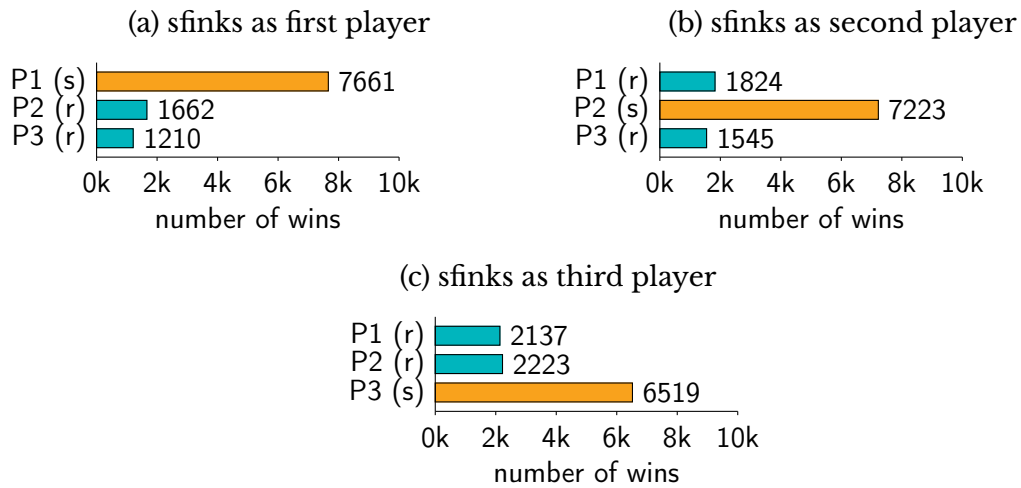 (a) sfinks as first player
P1 (s) 7661
P2 (r) 1662
P3 (r) 1210
0k 2k 4k 6k 8k 10k
number of wins
(b) sfinks as second player
P1 (r) 1824
P2 (s) 7223
P3 (r) 1545
0k 2k 4k 6k 8k 10k
number of wins
(c) sfinks as third player
P1 (r) 2137
P2 (r) 2223
P3 (s) 6519
0k 2k 4k 6k 8k 10k
number of wins